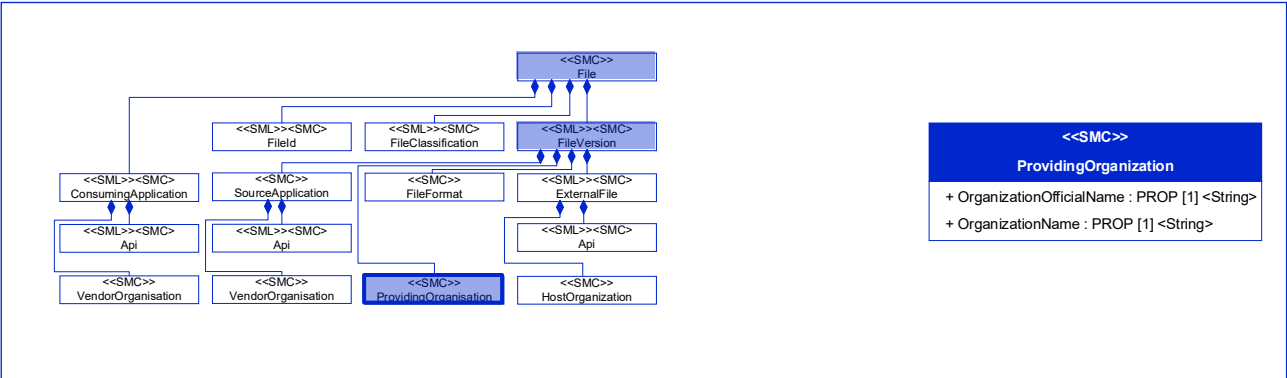 <<SMC>>
File
<<SML>><SMC>
FileId
<<SML>><SMC>
FileClassification
<<SML>><SMC>
FileVersion
<<SML>><SMC>
ConsumingApplication
<<SMC>>
SourceApplication
<<SMC>>
FileFormat
<<SML>><SMC>
ExternalFile
<<SML>><SMC>
Api
<<SML>><SMC>
Api
<<SML>><SMC>
Api
<<SMC>>
VendorOrganisation
<<SMC>>
VendorOrganisation
<<SMC>>
ProvidingOrganisation
<<SMC>>
HostOrganization
<<SMC>>
ProvidingOrganization
+ OrganizationOfficialName : PROP [1] <String>
+ OrganizationName : PROP [1] <String>